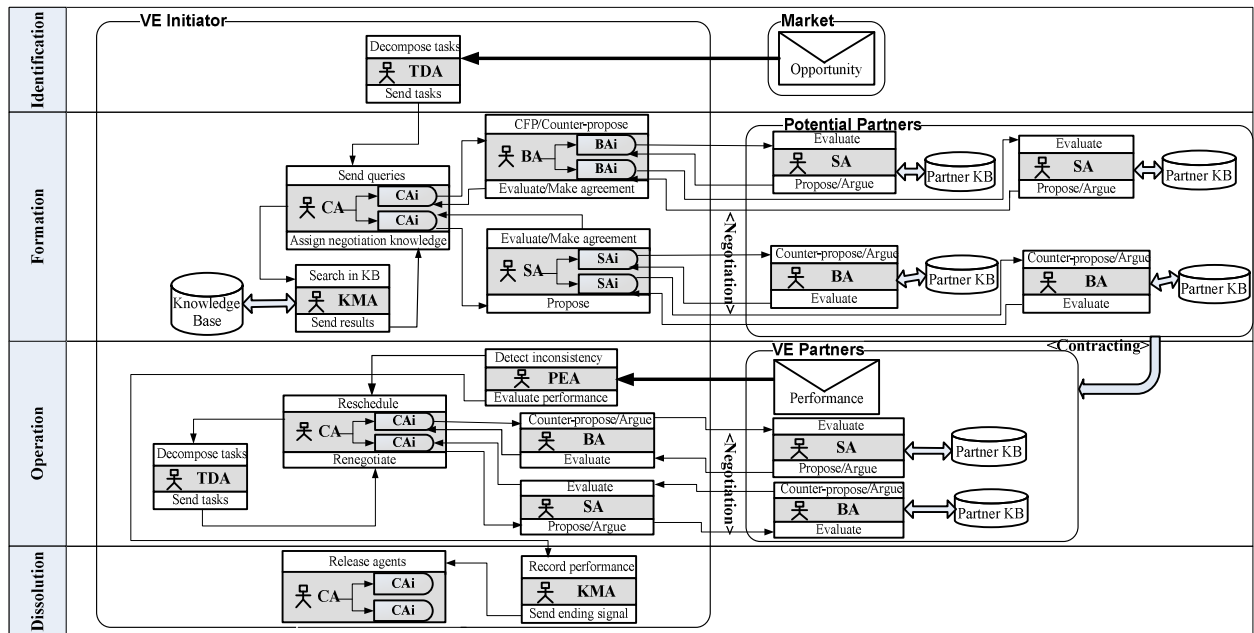 Identification
VE Initiator
Market
Decompose tasks
TDA
Send tasks
Opportunity
Formation
CFP/Counter-propose
BA
BAi
BAi
Evaluate/Make agreement
Send queries
CA
CAi
CAi
Assign negotiation knowledge
Evaluate/Make agreement
SA
SAi
SAi
Propose
Search in KB
KMA
Send results
Knowledge
Base
<Negotiation>
Potential Partners
Evaluate
SA
Propose/Argue
Partner KB
Evaluate
SA
Propose/Argue
Partner KB
Counter-propose/Argue
BA
Evaluate
Partner KB
Counter-propose/Argue
BA
Evaluate
Partner KB
<Contracting>
Operation
Detect inconsistency
PEA
Evaluate performance
Reschedule
CA
CAi
CAi
Renegotiate
Decompose tasks
TDA
Send tasks
Counter-propose/Argue
BA
Evaluate
Evaluate
SA
Propose/Argue
<Negotiation>
VE Partners
Performance
Evaluate
SA
Propose/Argue
Partner KB
Counter-propose/Argue
BA
Evaluate
Partner KB
Dissolution
Release agents
CA
CAi
CAi
Record performance
KMA
Send ending signal